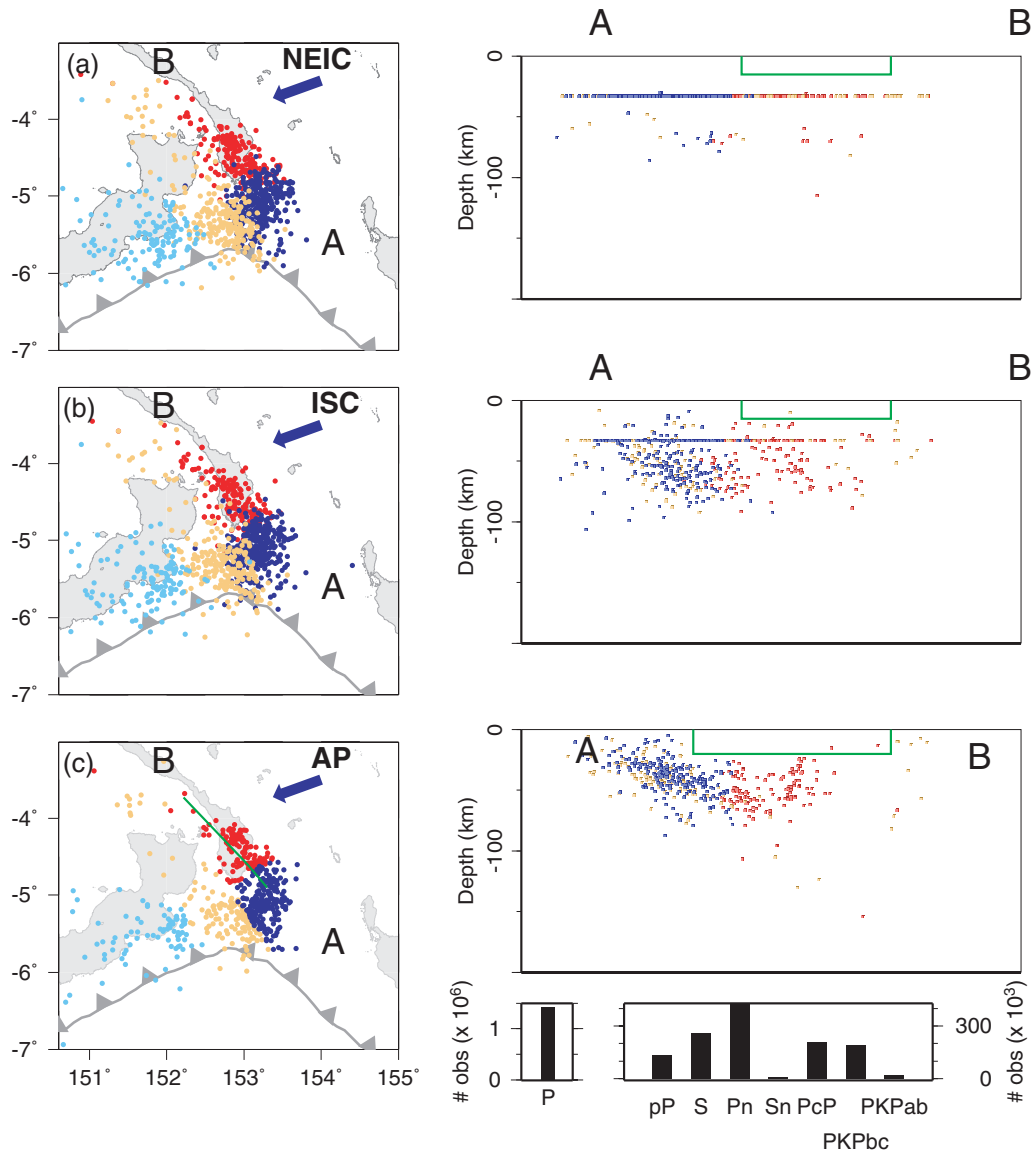 A
B
(a)
B
NEIC
A
-4˚
-5˚
-6˚
-7˚
0
-100
Depth (km)
A
B
(b)
B
ISC
A
-4˚
-5˚
-6˚
-7˚
0
-100
Depth (km)
(c)
B
AP
A
-4˚
-5˚
-6˚
-7˚
151˚
152˚
153˚
154˚
155˚
A
B
0
-100
Depth (km)
# obs (x 10⁶)
1
0
P
300
0
# obs (x 10³)
pP
S
Pn
Sn
PcP
PKPab
PKPbc